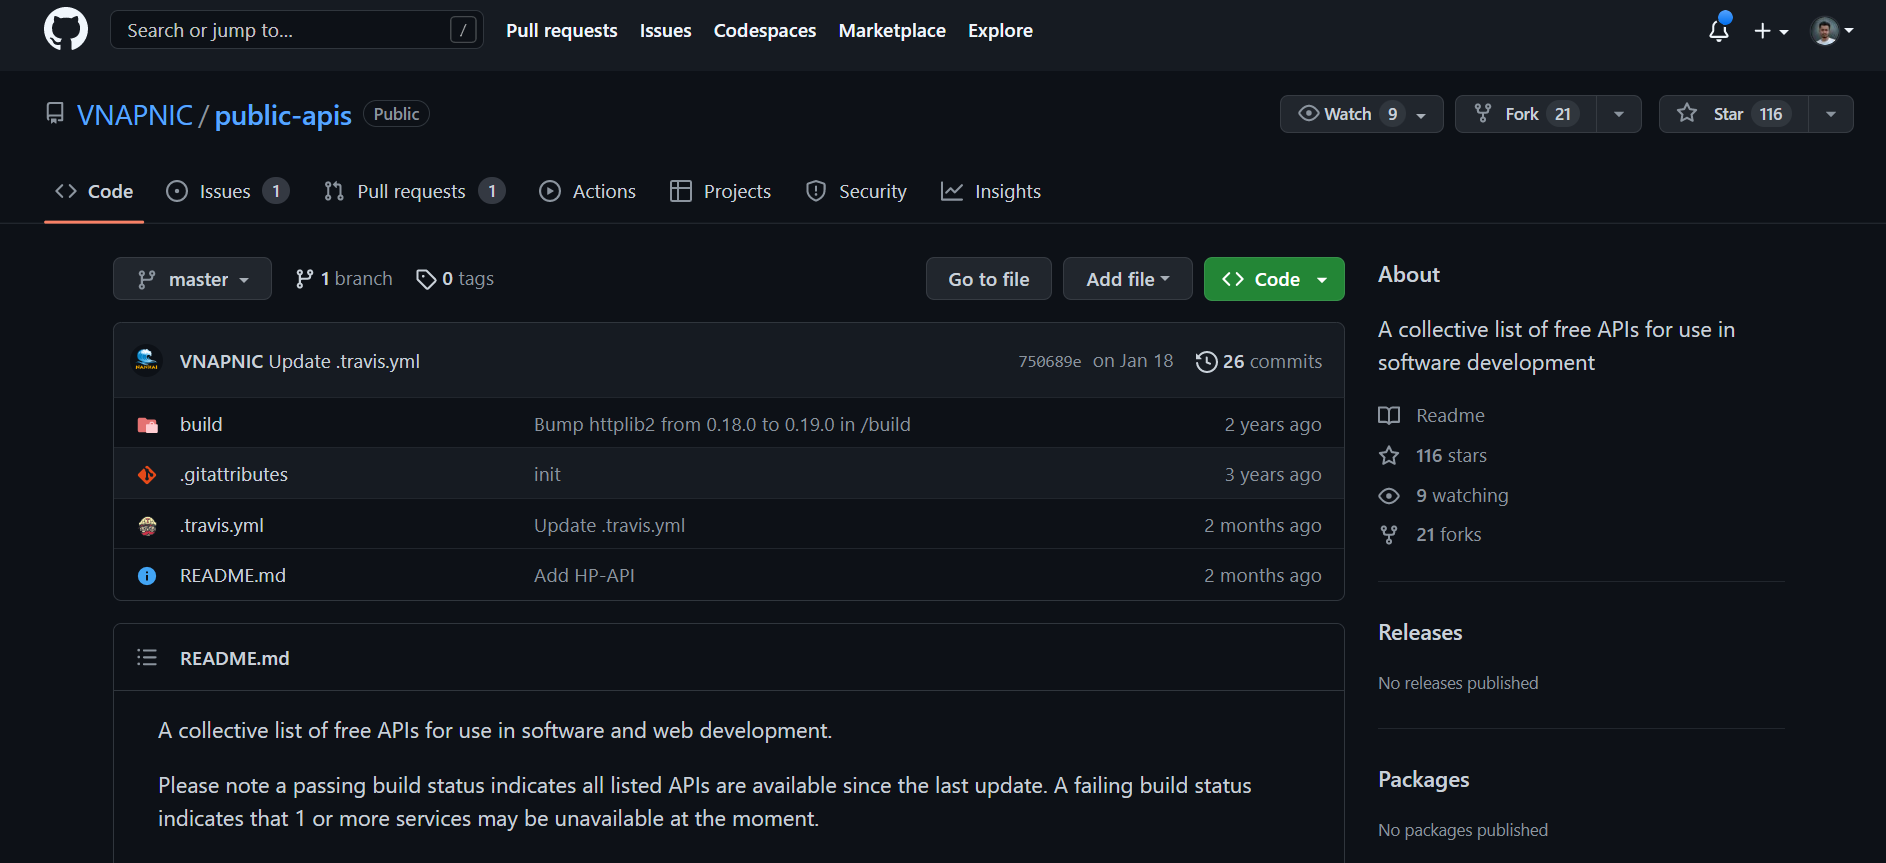 Search or jump to... /
Pull requests Issues Codespaces Marketplace Explore
VNAPNIC / public-apis Public
Watch 9 Fork 21 Star 116
Code Issues 1 Pull requests 1 Actions Projects Security Insights
master 1 branch 0 tags Go to file Add file Code
VNAPNIC Update .travis.yml 750689e on Jan 18 26 commits
build Bump httplib2 from 0.18.0 to 0.19.0 in /build 2 years ago
.gitattributes init 3 years ago
.travis.yml Update .travis.yml 2 months ago
README.md Add HP-API 2 months ago
README.md
A collective list of free APIs for use in software and web development.
Please note a passing build status indicates all listed APIs are available since the last update. A failing build status
indicates that 1 or more services may be unavailable at the moment.
About
A collective list of free APIs for use in
software development
Readme
116 stars
9 watching
21 forks
Releases
No releases published
Packages
No packages published